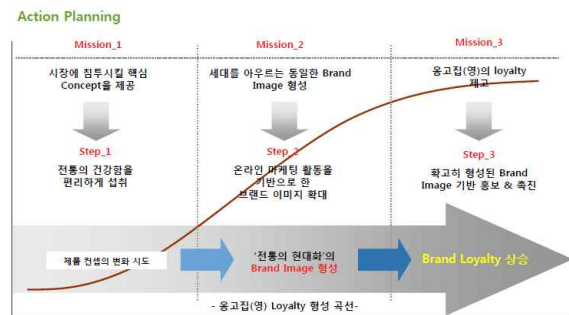 Action Planning
Mission_1
시장에 침투시킬 핵심
Concept을 제공
Step_1
전통의 건강함을
편리하게 섭취
Mission_2
세대를 아우르는 동일한 Brand
Image 형성
Step_2
온라인 마케팅 활동을
기반으로 한
브랜드 이미지 확대
Mission_3
옹고집(영)의 loyalty
제고
Step_3
확고히 형성된 Brand
Image 기반 홍보 & 촉진
제품 컨셉의 변화 시도
'전통의 현대화'의
Brand Image 형성
Brand Loyalty 상승
- 옹고집(영) Loyalty 형성 곡선-